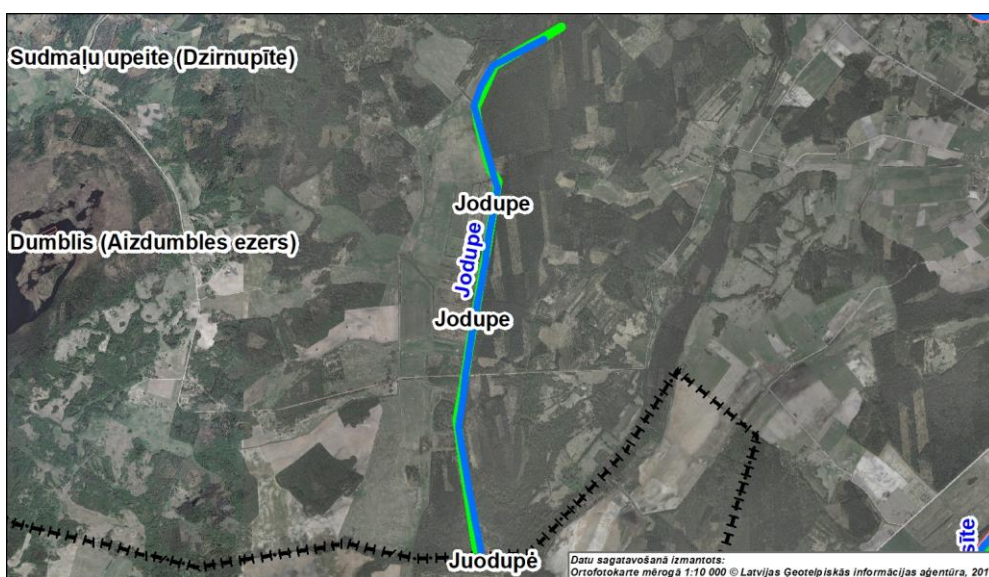 Sudmaļu upeite (Dzirnupīte)
Jodupe
Dumblis (Aizdumbles ezers)
Jodupe
Jodupe
Juodupė
sīte
Datu sagatavošanā izmantots:
Ortofotokarte mērogā 1:10 000 © Latvijas Ģeotelpiskās informācijas aģentūra, 201